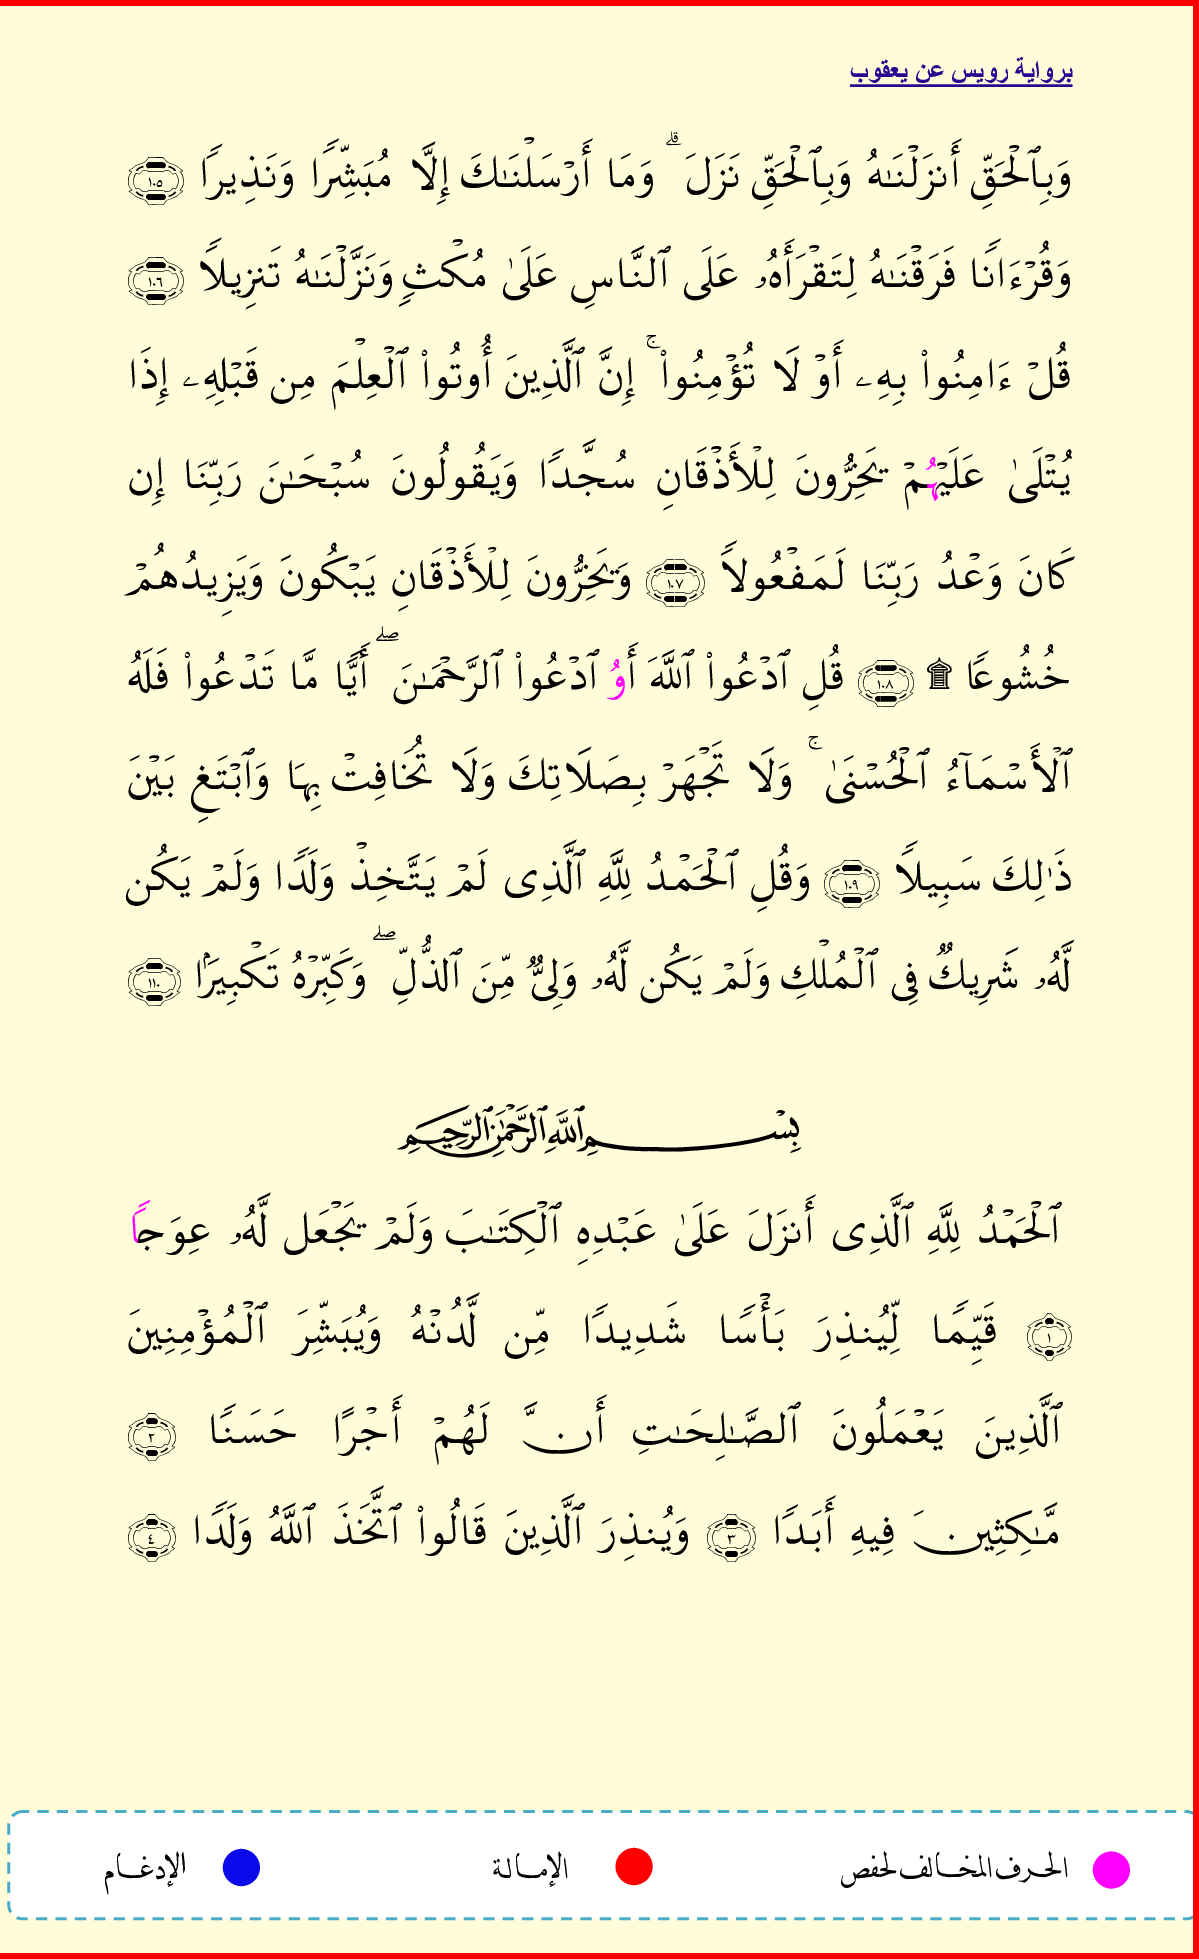 برواية رويس عن يعقوب
وَبِٱلۡحَقِّ أَنزَلۡنَٰهُ وَبِٱلۡحَقِّ نَزَلَۗ وَمَا أَرۡسَلۡنَٰكَ إِلَّا مُبَشِّرٗا وَنَذِيرٗا ١٠٥
وَقُرۡءَانٗا فَرَقۡنَٰهُ لِتَقۡرَأَهُۥ عَلَى ٱلنَّاسِ عَلَىٰ مُكۡثٖ وَنَزَّلۡنَٰهُ تَنزِيلٗا ١٠٦
قُلۡ ءَامِنُواْ بِهِۦ أَوۡ لَا تُؤۡمِنُواْۚ إِنَّ ٱلَّذِينَ أُوتُواْ ٱلۡعِلۡمَ مِن قَبۡلِهِۦ إِذَا
يُتۡلَىٰ عَلَيۡهُمۡ يَخِرُّونَ لِلۡأَذۡقَانِ سُجَّدٗا وَيَقُولُونَ سُبۡحَٰنَ رَبِّنَا إِن
كَانَ وَعۡدُ رَبِّنَا لَمَفۡعُولٗا ١٠٧ وَيَخِرُّونَ لِلۡأَذۡقَانِ يَبۡكُونَ وَيَزِيدُهُمۡ
خُشُوعٗا ۩ ١٠٨ قُلِ ٱدۡعُواْ ٱللَّهَ أَوُ ٱدۡعُواْ ٱلرَّحۡمَٰنَۖ أَيّٗا مَّا تَدۡعُواْ فَلَهُ
ٱلۡأَسۡمَآءُ ٱلۡحُسۡنَىٰۚ وَلَا تَجۡهَرۡ بِصَلَاتِكَ وَلَا تُخَافِتۡ بِهَا وَٱبۡتَغِ بَيۡنَ
ذَٰلِكَ سَبِيلٗا ١٠٩ وَقُلِ ٱلۡحَمۡدُ لِلَّهِ ٱلَّذِى لَمۡ يَتَّخِذۡ وَلَدٗا وَلَمۡ يَكُن
لَّهُۥ شَرِيكٞ فِى ٱلۡمُلۡكِ وَلَمۡ يَكُن لَّهُۥ وَلِىّٞ مِّنَ ٱلذُّلِّۖ وَكَبِّرۡهُ تَكۡبِيرَۢا ١١٠
بِسۡمِ ٱللَّهِ ٱلرَّحۡمَٰنِ ٱلرَّحِيمِ
ٱلۡحَمۡدُ لِلَّهِ ٱلَّذِى أَنزَلَ عَلَىٰ عَبۡدِهِ ٱلۡكِتَٰبَ وَلَمۡ يَجۡعَل لَّهُۥ عِوَجٗا
١ قَيِّمٗا لِّيُنذِرَ بَأۡسٗا شَدِيدٗا مِّن لَّدُنۡهُ وَيُبَشِّرَ ٱلۡمُؤۡمِنِينَ
ٱلَّذِينَ يَعۡمَلُونَ ٱلصَّٰلِحَٰتِ أَنَّ لَهُمۡ أَجۡرًا حَسَنٗا ٢
مَّٰكِثِينَ فِيهِ أَبَدٗا ٣ وَيُنذِرَ ٱلَّذِينَ قَالُواْ ٱتَّخَذَ ٱللَّهُ وَلَدٗا ٤
الحرف المخالف لحفص الإمالة الإدغام